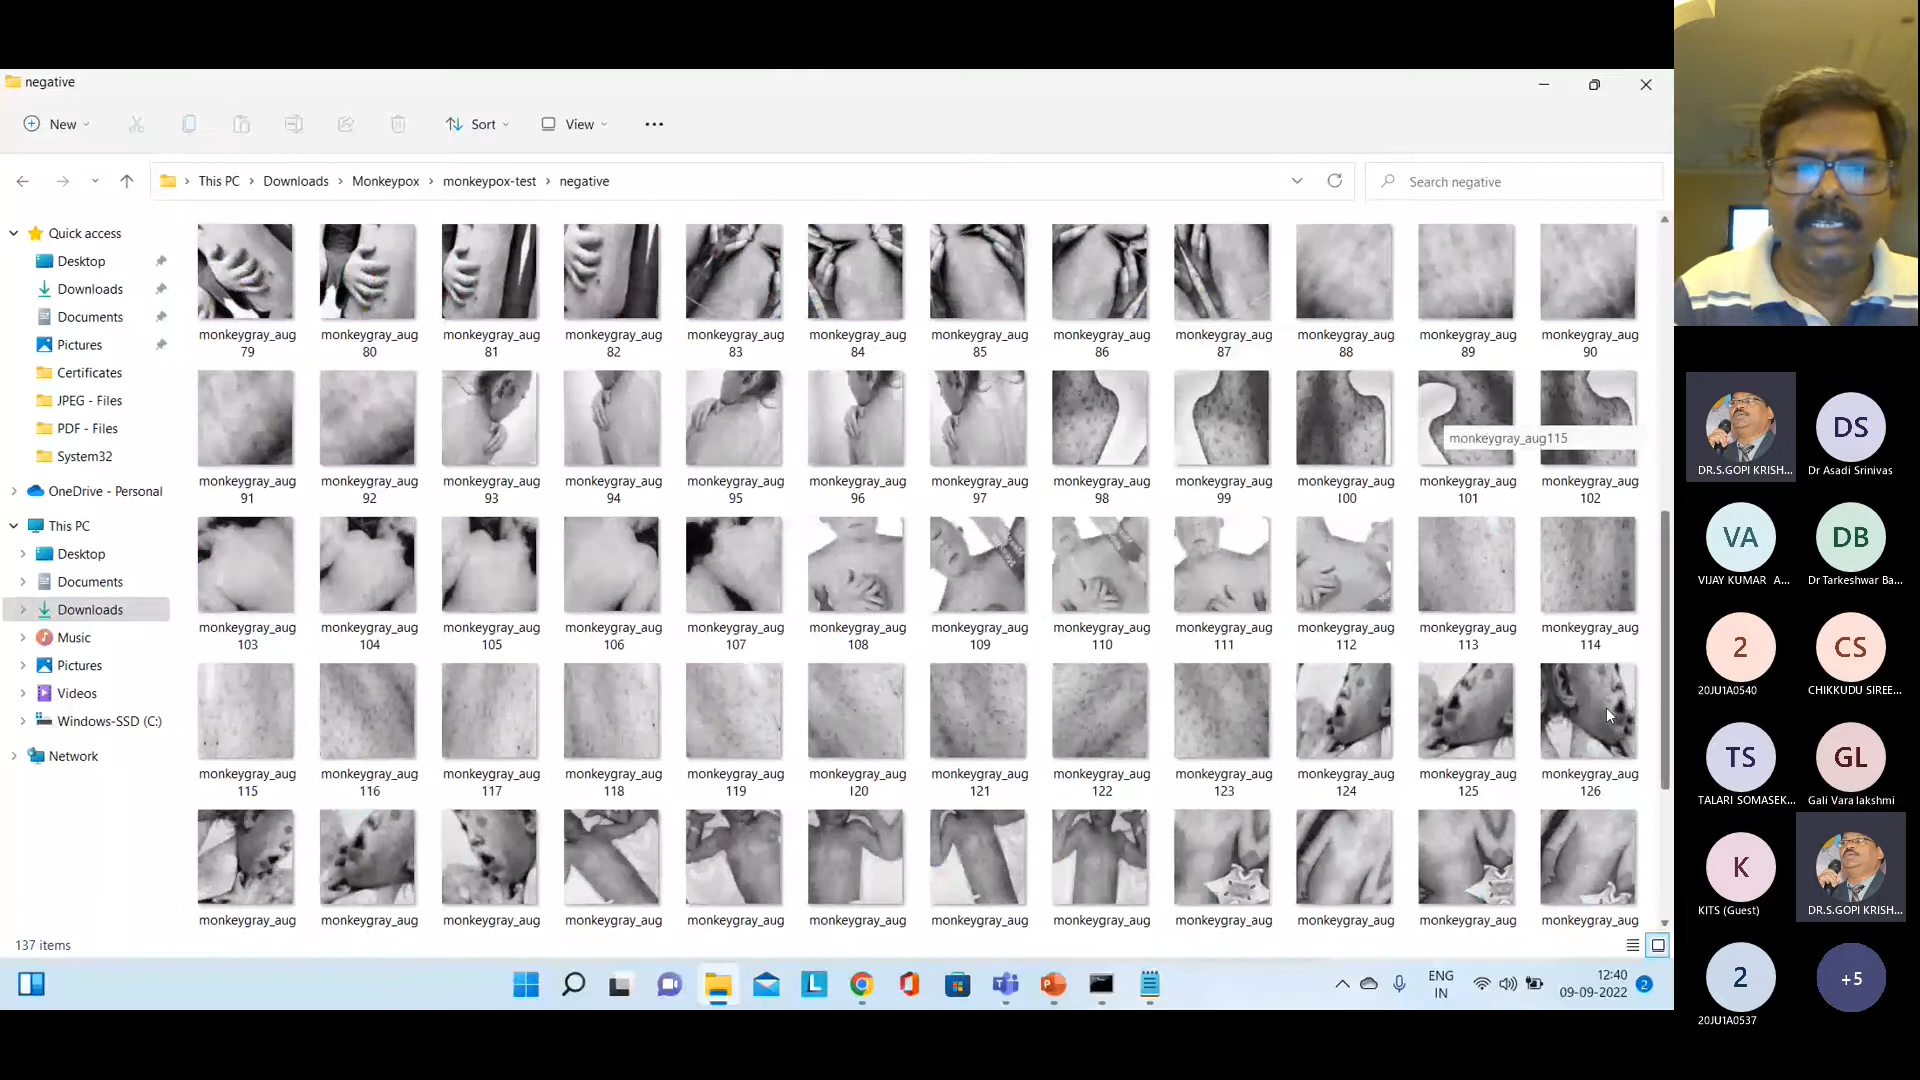 negative
New
Sort
View
This PC > Downloads > Monkeypox > monkeypox-test > negative
Search negative
Quick access
Desktop
Downloads
Documents
Pictures
Certificates
JPEG - Files
PDF - Files
System32
OneDrive - Personal
This PC
Desktop
Documents
Downloads
Music
Pictures
Videos
Windows-SSD (C:)
Network
monkeygray_aug monkeygray_aug monkeygray_aug monkeygray_aug monkeygray_aug monkeygray_aug monkeygray_aug monkeygray_aug monkeygray_aug monkeygray_aug monkeygray_aug monkeygray_aug
79 80 81 82 83 84 85 86 87 88 89 90
monkeygray_aug115
monkeygray_aug monkeygray_aug monkeygray_aug monkeygray_aug monkeygray_aug monkeygray_aug monkeygray_aug monkeygray_aug monkeygray_aug monkeygray_aug monkeygray_aug monkeygray_aug
91 92 93 94 95 96 97 98 99 100 101 102
monkeygray_aug monkeygray_aug monkeygray_aug monkeygray_aug monkeygray_aug monkeygray_aug monkeygray_aug monkeygray_aug monkeygray_aug monkeygray_aug monkeygray_aug monkeygray_aug
103 104 105 106 107 108 109 110 111 112 113 114
monkeygray_aug monkeygray_aug monkeygray_aug monkeygray_aug monkeygray_aug monkeygray_aug monkeygray_aug monkeygray_aug monkeygray_aug monkeygray_aug monkeygray_aug monkeygray_aug
115 116 117 118 119 120 121 122 123 124 125 126
monkeygray_aug monkeygray_aug monkeygray_aug monkeygray_aug monkeygray_aug monkeygray_aug monkeygray_aug monkeygray_aug monkeygray_aug monkeygray_aug monkeygray_aug monkeygray_aug
137 items
ENG
IN
12:40
09-09-2022
2
DR.S.GOPI KRISH...
DS
Dr Asadi Srinivas
VA
VIJAY KUMAR A...
DB
Dr Tarkeshwar Ba...
2
20JU1A0540
CS
CHIKKUDU SIREE...
TS
TALARI SOMASEK...
GL
Gali Vara lakshmi
K
KITS (Guest)
DR.S.GOPI KRISH...
2
20JU1A0537
+5